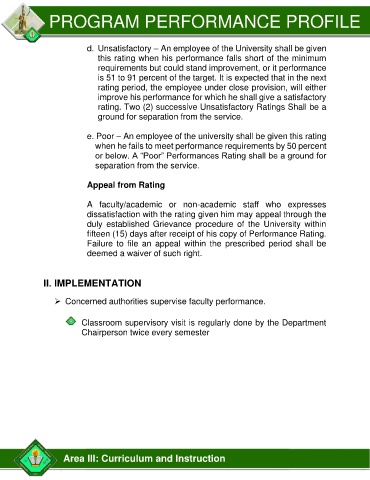 PROGRAM PERFORMANCE PROFILE
d. Unsatisfactory – An employee of the University shall be given
this rating when his performance falls short of the minimum
requirements but could stand improvement, or it performance
is 51 to 91 percent of the target. It is expected that in the next
rating period, the employee under close provision, will either
improve his performance for which he shall give a satisfactory
rating. Two (2) successive Unsatisfactory Ratings Shall be a
ground for separation from the service.
e. Poor – An employee of the university shall be given this rating
when he fails to meet performance requirements by 50 percent
or below. A “Poor” Performances Rating shall be a ground for
separation from the service.
Appeal from Rating
A faculty/academic or non-academic staff who expresses
dissatisfaction with the rating given him may appeal through the
duly established Grievance procedure of the University within
fifteen (15) days after receipt of his copy of Performance Rating.
Failure to file an appeal within the prescribed period shall be
deemed a waiver of such right.
II. IMPLEMENTATION
➢ Concerned authorities supervise faculty performance.
Classroom supervisory visit is regularly done by the Department
Chairperson twice every semester
Area III: Curriculum and Instruction